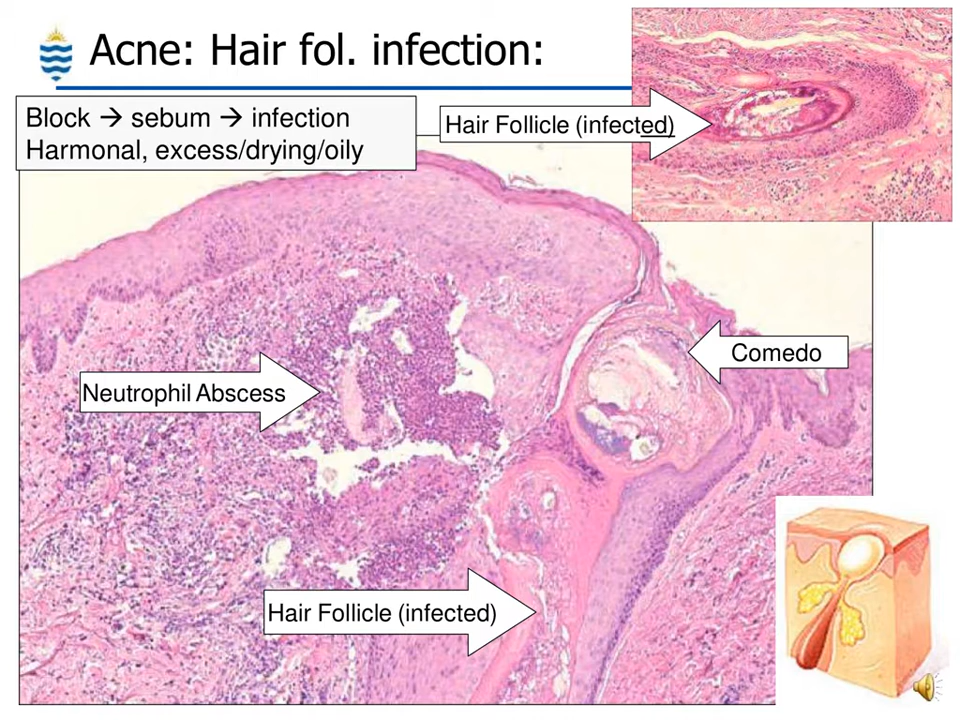 Acne: Hair fol. infection:
Block → sebum → infection
Harmonal, excess/drying/oily
Hair Follicle (infected)
Comedo
Neutrophil Abscess
Hair Follicle (infected)